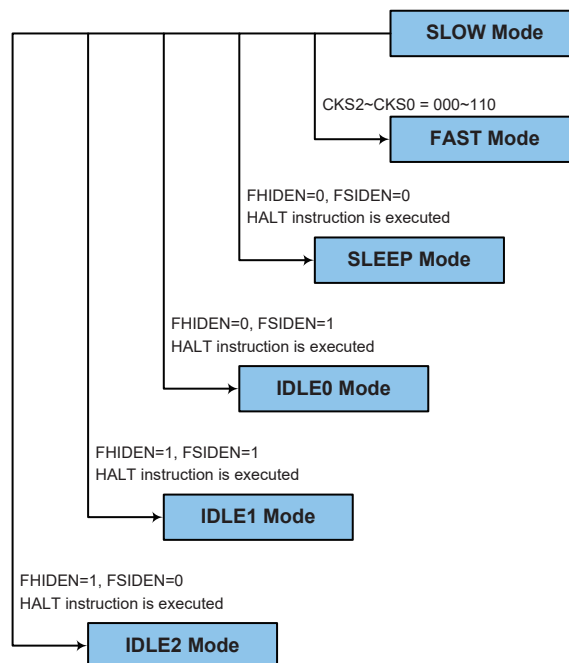 SLOW Mode
CKS2~CKS0 = 000~110
FAST Mode
FHIDEN=0, FSIDEN=0
HALT instruction is executed
SLEEP Mode
FHIDEN=0, FSIDEN=1
HALT instruction is executed
IDLE0 Mode
FHIDEN=1, FSIDEN=1
HALT instruction is executed
IDLE1 Mode
FHIDEN=1, FSIDEN=0
HALT instruction is executed
IDLE2 Mode